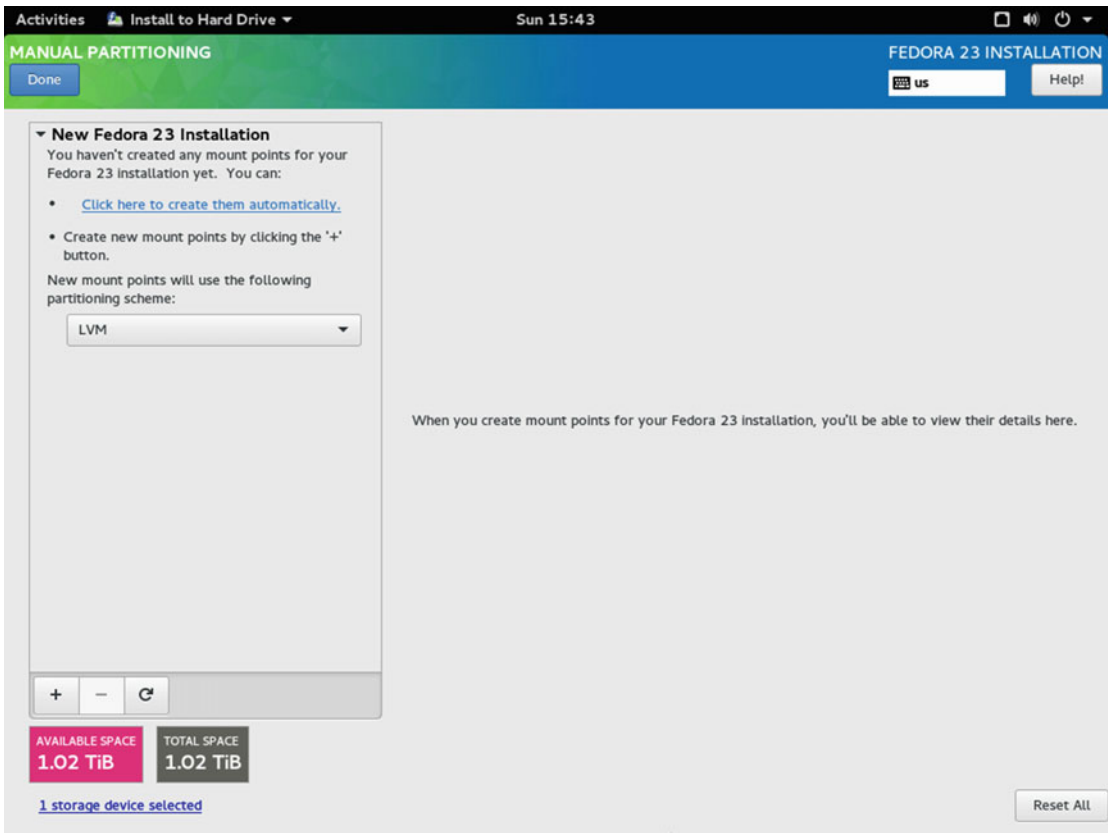 Activities Install to Hard Drive Sun 15:43
MANUAL PARTITIONING FEDORA 23 INSTALLATION
Done us Help!
New Fedora 23 Installation
You haven't created any mount points for your
Fedora 23 installation yet. You can:
• Click here to create them automatically.
• Create new mount points by clicking the '+'
button.
New mount points will use the following
partitioning scheme:
LVM
When you create mount points for your Fedora 23 installation, you'll be able to view their details here.
+ −
AVAILABLE SPACE TOTAL SPACE
1.02 TiB 1.02 TiB
1 storage device selected Reset All